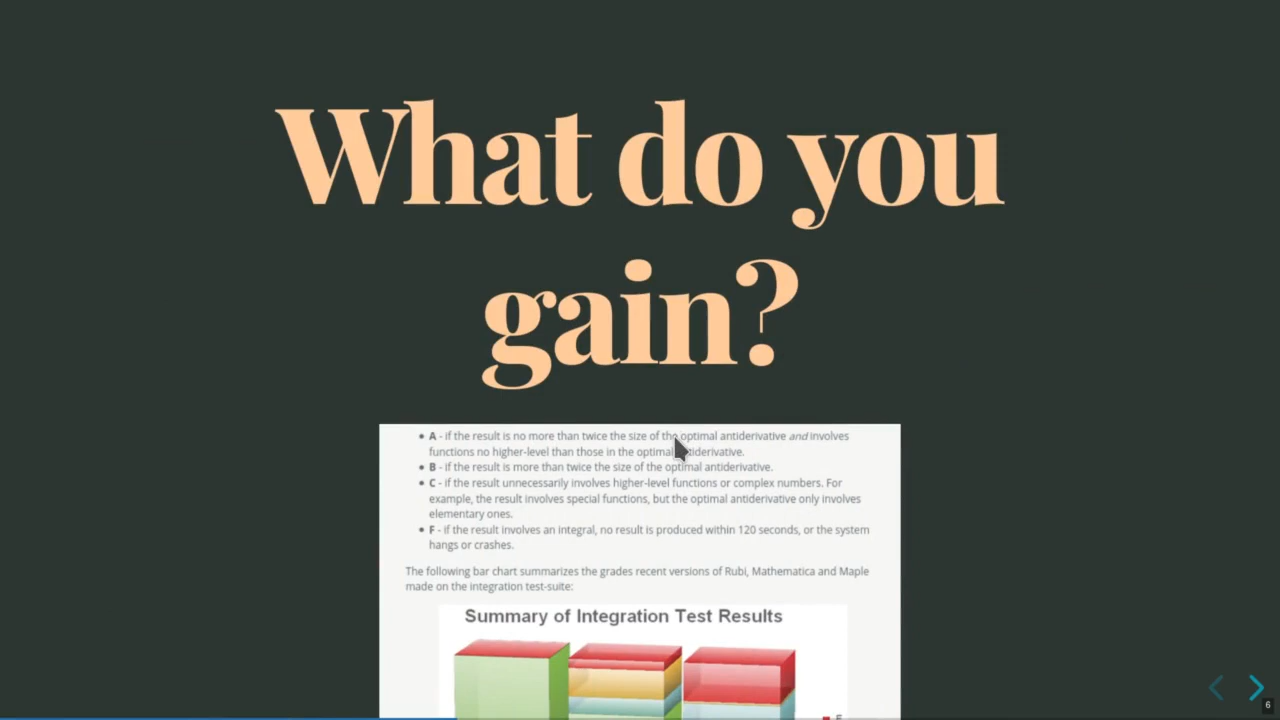 What do you
gain?
• A - if the result is no more than twice the size of the optimal antiderivative and involves
functions no higher-level than those in the optimal antiderivative.
• B - if the result is more than twice the size of the optimal antiderivative.
• C - if the result unnecessarily involves higher-level functions or complex numbers. For
example, the result involves special functions, but the optimal antiderivative only involves
elementary ones.
• F - if the result involves an integral, no result is produced within 120 seconds, or the system
hangs or crashes.
The following bar chart summarizes the grades recent versions of Rubi, Mathematica and Maple
made on the integration test-suite:
Summary of Integration Test Results
6